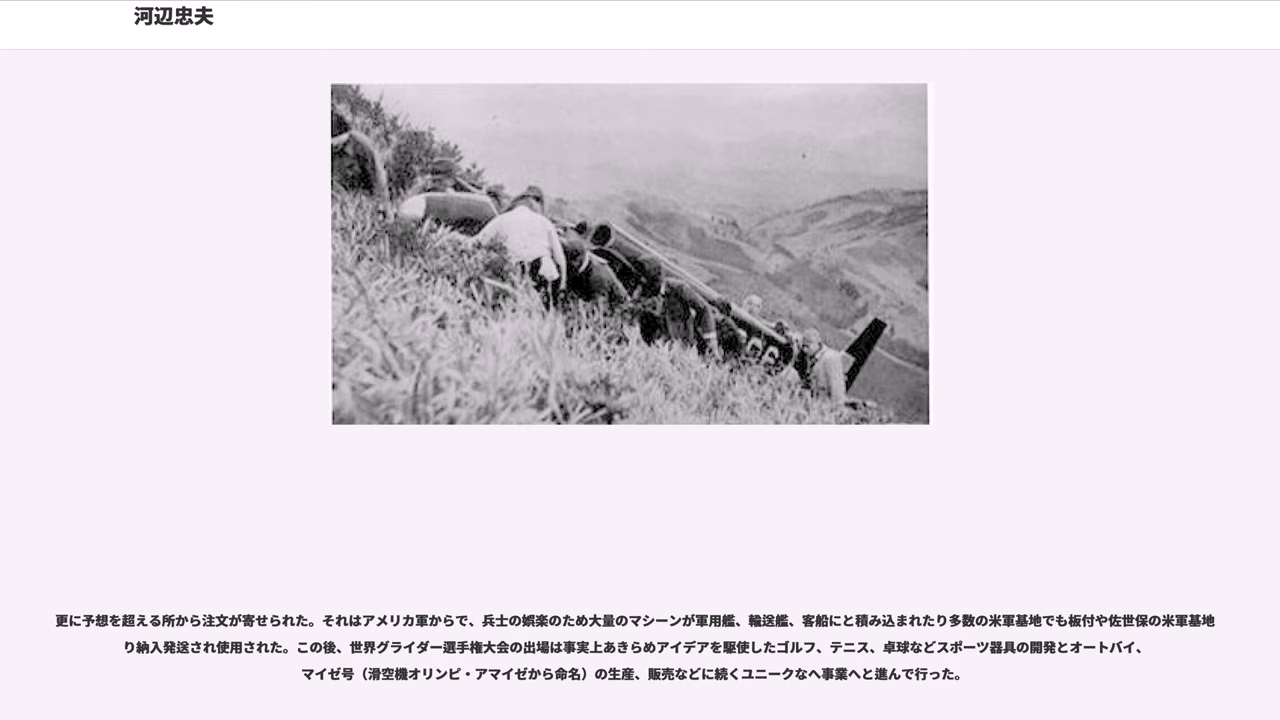 河辺忠夫
更に予想を超える所から注文が寄せられた。それはアメリカ軍からで、兵士の娯楽のため大量のマシーンが軍用艦、輪送艦、客船にと積み込まれたり多数の米軍基地でも板付や佐世保の米軍基地
り納入発送され使用された。この後、世界グライダー選手権大会の出場は事実上あきらめアイデアを駆使したゴルフ、テニス、卓球などスポーツ器具の開発とオートバイ、
マイゼ号（滑空機オリンピ・アマイゼから命名）の生産、販売などに続くユニークなへ事業へと進んで行った。